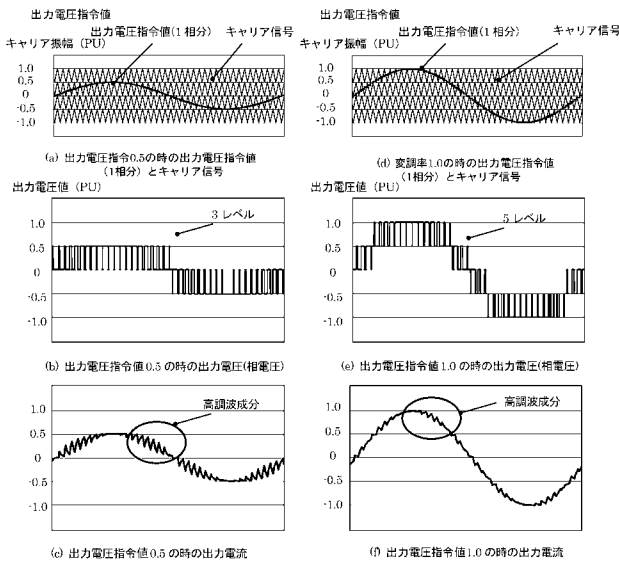 出力電圧指令値
出力電圧指令値(1相分)
キャリア信号
キャリア振幅（PU）
1.0
0.5
0
-0.5
-1.0
(a) 出力電圧指令0.5の時の出力電圧指令値
（1相分）とキャリア信号
出力電圧指令値
出力電圧指令値(1相分)
キャリア信号
キャリア振幅（PU）
1.0
0.5
0
-0.5
-1.0
(d) 変調率1.0の時の出力電圧指令値
（1相分）とキャリア信号
出力電圧値（PU）
3レベル
1.0
0.5
0
-0.5
-1.0
(b) 出力電圧指令値0.5の時の出力電圧(相電圧)
出力電圧値（PU）
5レベル
1.0
0.5
0
-0.5
-1.0
(e) 出力電圧指令値1.0の時の出力電圧(相電圧)
高調波成分
1.0
0.5
0
-0.5
-1.0
(c) 出力電圧指令値0.5の時の出力電流
高調波成分
1.0
0.5
0
-0.5
-1.0
(f) 出力電圧指令値1.0の時の出力電流